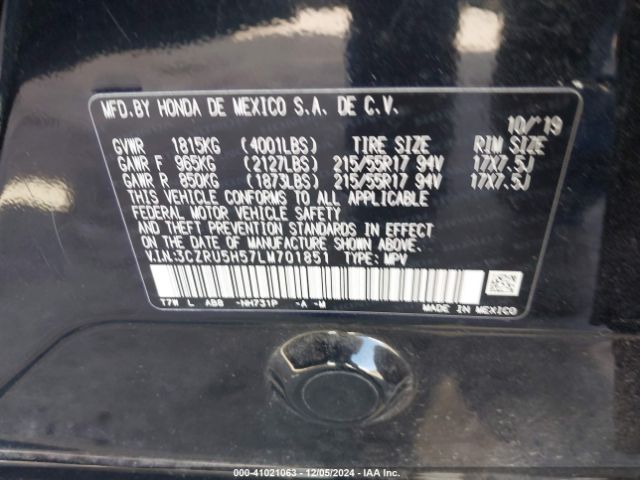 MFD.BY HONDA DE MEXICO S.A. DE C.V.
10/'19
GVWR 1815KG (4001LBS) TIRE SIZE RIM SIZE
GAWR F 965KG (2127LBS) 215/55R17 94V 17X7.5J
GAWR R 850KG (1873LBS) 215/55R17 94V 17X7.5J
THIS VEHICLE CONFORMS TO ALL APPLICABLE
FEDERAL MOTOR VEHICLE SAFETY
AND THEFT PREVENTION STANDARDS IN EFFECT
ON THE DATE OF MANUFACTURE SHOWN ABOVE.
V.I.N:3CZRU5H57LM701851 TYPE: MPV
T7W L AB8 -NH731P -A -M
MADE IN MEXICO
000-41021063 - 12/05/2024 - IAA Inc.